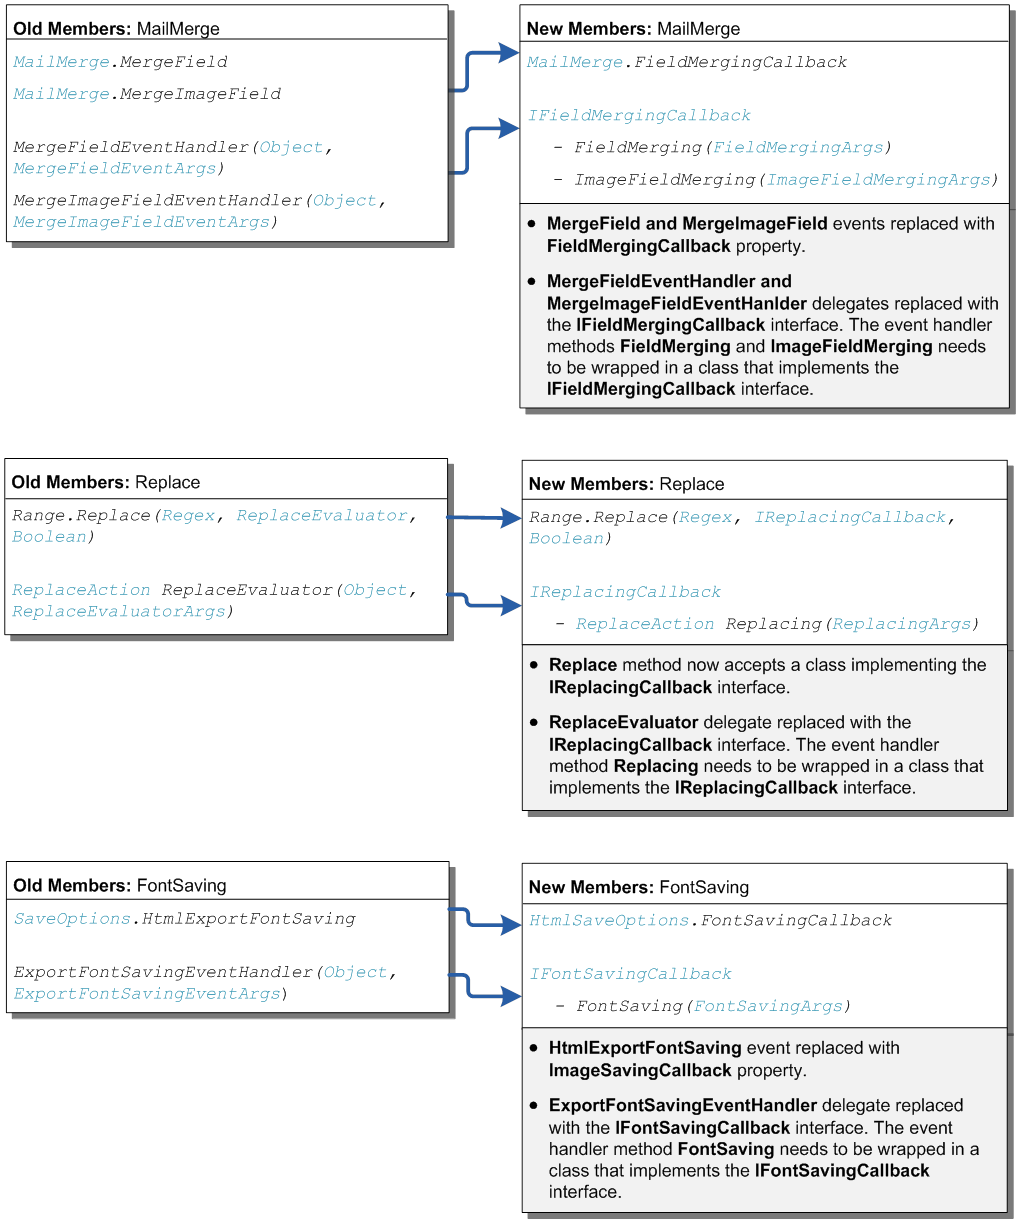 Old Members: MailMerge
MailMerge.MergeField
MailMerge.MergeImageField
MergeFieldEventHandler(Object,
MergeFieldEventArgs)
MergeImageFieldEventHandler(Object,
MergeImageFieldEventArgs)
New Members: MailMerge
MailMerge.FieldMergingCallback
IFieldMergingCallback
- FieldMerging(FieldMergingArgs)
- ImageFieldMerging(ImageFieldMergingArgs)
• MergeField and MergeImageField events replaced with
FieldMergingCallback property.
• MergeFieldEventHandler and
MergeImageFieldEventHanlder delegates replaced with
the IFieldMergingCallback interface. The event handler
methods FieldMerging and ImageFieldMerging needs
to be wrapped in a class that implements the
IFieldMergingCallback interface.
Old Members: Replace
Range.Replace(Regex, ReplaceEvaluator,
Boolean)
ReplaceAction ReplaceEvaluator(Object,
ReplaceEvaluatorArgs)
New Members: Replace
Range.Replace(Regex, IReplacingCallback,
Boolean)
IReplacingCallback
- ReplaceAction Replacing(ReplacingArgs)
• Replace method now accepts a class implementing the
IReplacingCallback interface.
• ReplaceEvaluator delegate replaced with the
IReplacingCallback interface. The event handler
method Replacing needs to be wrapped in a class that
implements the IReplacingCallback interface.
Old Members: FontSaving
SaveOptions.HtmlExportFontSaving
ExportFontSavingEventHandler(Object,
ExportFontSavingEventArgs)
New Members: FontSaving
HtmlSaveOptions.FontSavingCallback
IFontSavingCallback
- FontSaving(FontSavingArgs)
• HtmlExportFontSaving event replaced with
ImageSavingCallback property.
• ExportFontSavingEventHandler delegate replaced
with the IFontSavingCallback interface. The event
handler method FontSaving needs to be wrapped in a
class that implements the IFontSavingCallback
interface.